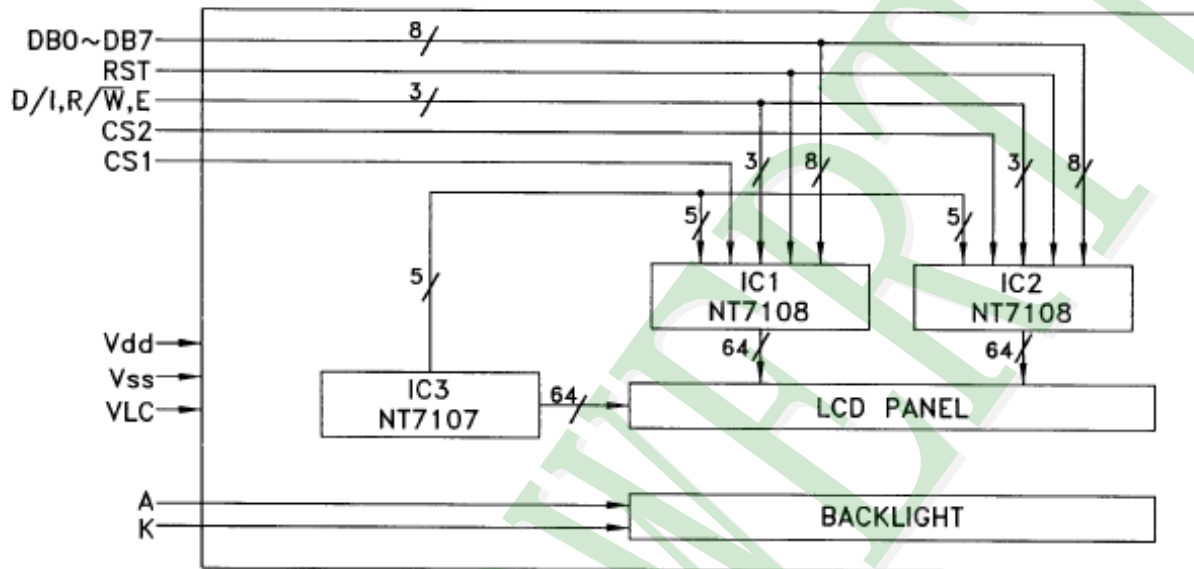 DB0~DB7
8
RST
D/I,R/W̅,E
3
CS2
CS1
3
8
3
8
5
5
5
IC1
NT7108
IC2
NT7108
64
64
Vdd
Vss
VLC
IC3
NT7107
64
LCD PANEL
A
K
BACKLIGHT